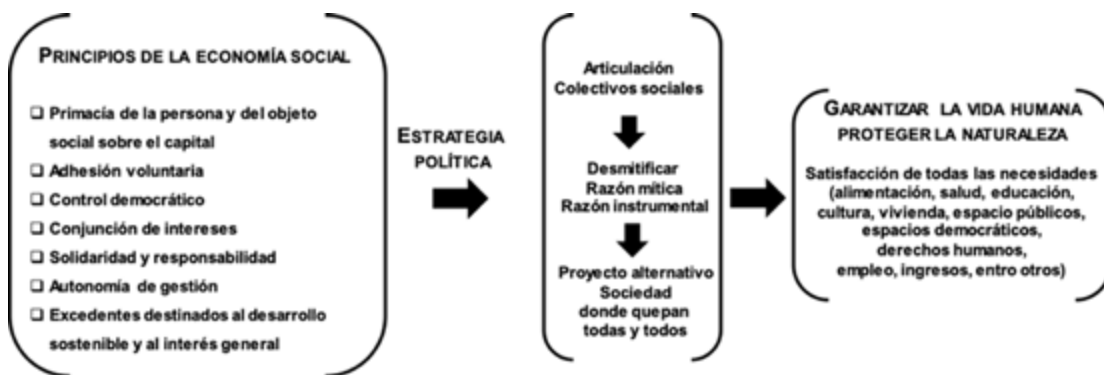 PRINCIPIOS DE LA ECONOMÍA SOCIAL
❑ Primacía de la persona y del objeto
social sobre el capital
❑ Adhesión voluntaria
❑ Control democrático
❑ Conjunción de intereses
❑ Solidaridad y responsabilidad
❑ Autonomía de gestión
❑ Excedentes destinados al desarrollo
sostenible y al interés general
ESTRATEGIA
POLÍTICA
Articulación
Colectivos sociales
Desmitificar
Razón mítica
Razón instrumental
Proyecto alternativo
Sociedad
donde quepan
todas y todos
GARANTIZAR LA VIDA HUMANA
PROTEGER LA NATURALEZA
Satisfacción de todas las necesidades
(alimentación, salud, educación,
cultura, vivienda, espacio públicos,
espacios democráticos,
derechos humanos,
empleo, ingresos, entro otros)